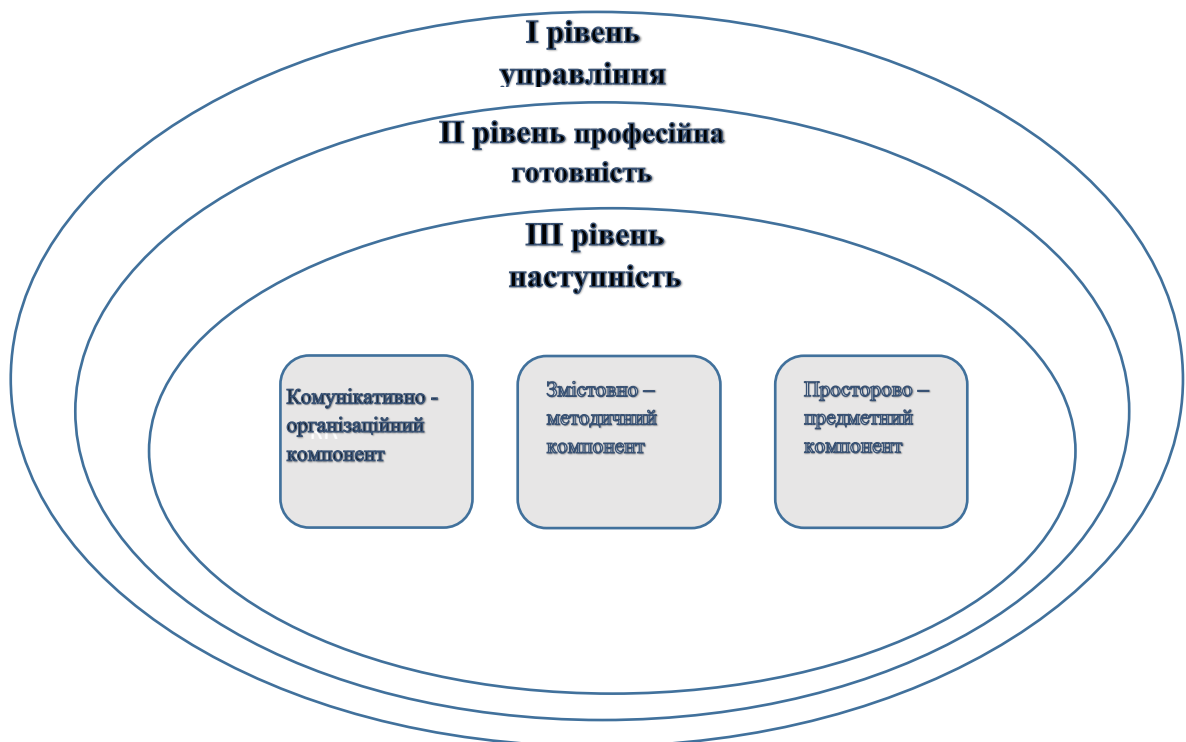 І рівень
управління
ІІ рівень професійна
готовність
ІІІ рівень
наступність
Комунікативно -
організаційний
компонент
Змістовно –
методичний
компонент
Просторово –
предметний
компонент